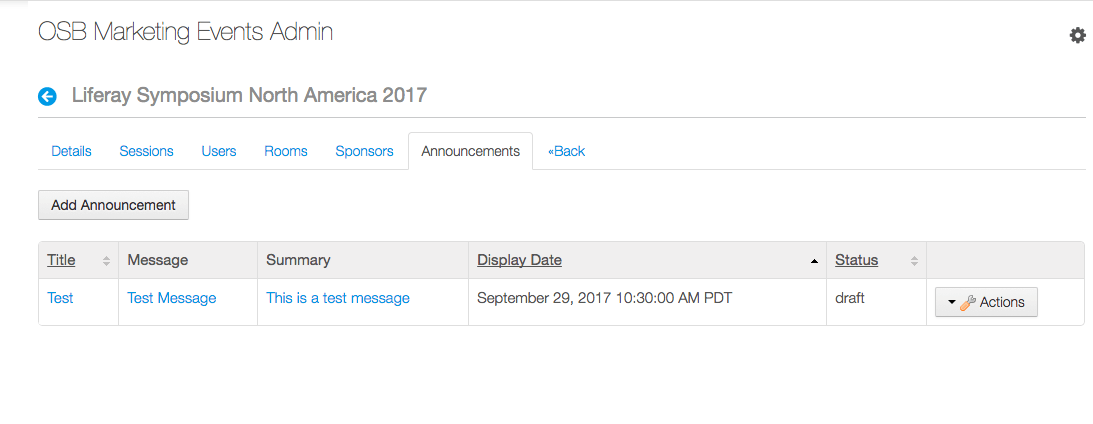 OSB Marketing Events Admin
Liferay Symposium North America 2017
Details Sessions Users Rooms Sponsors Announcements «Back
Add Announcement
Title Message Summary Display Date Status
Test Test Message This is a test message September 29, 2017 10:30:00 AM PDT draft Actions